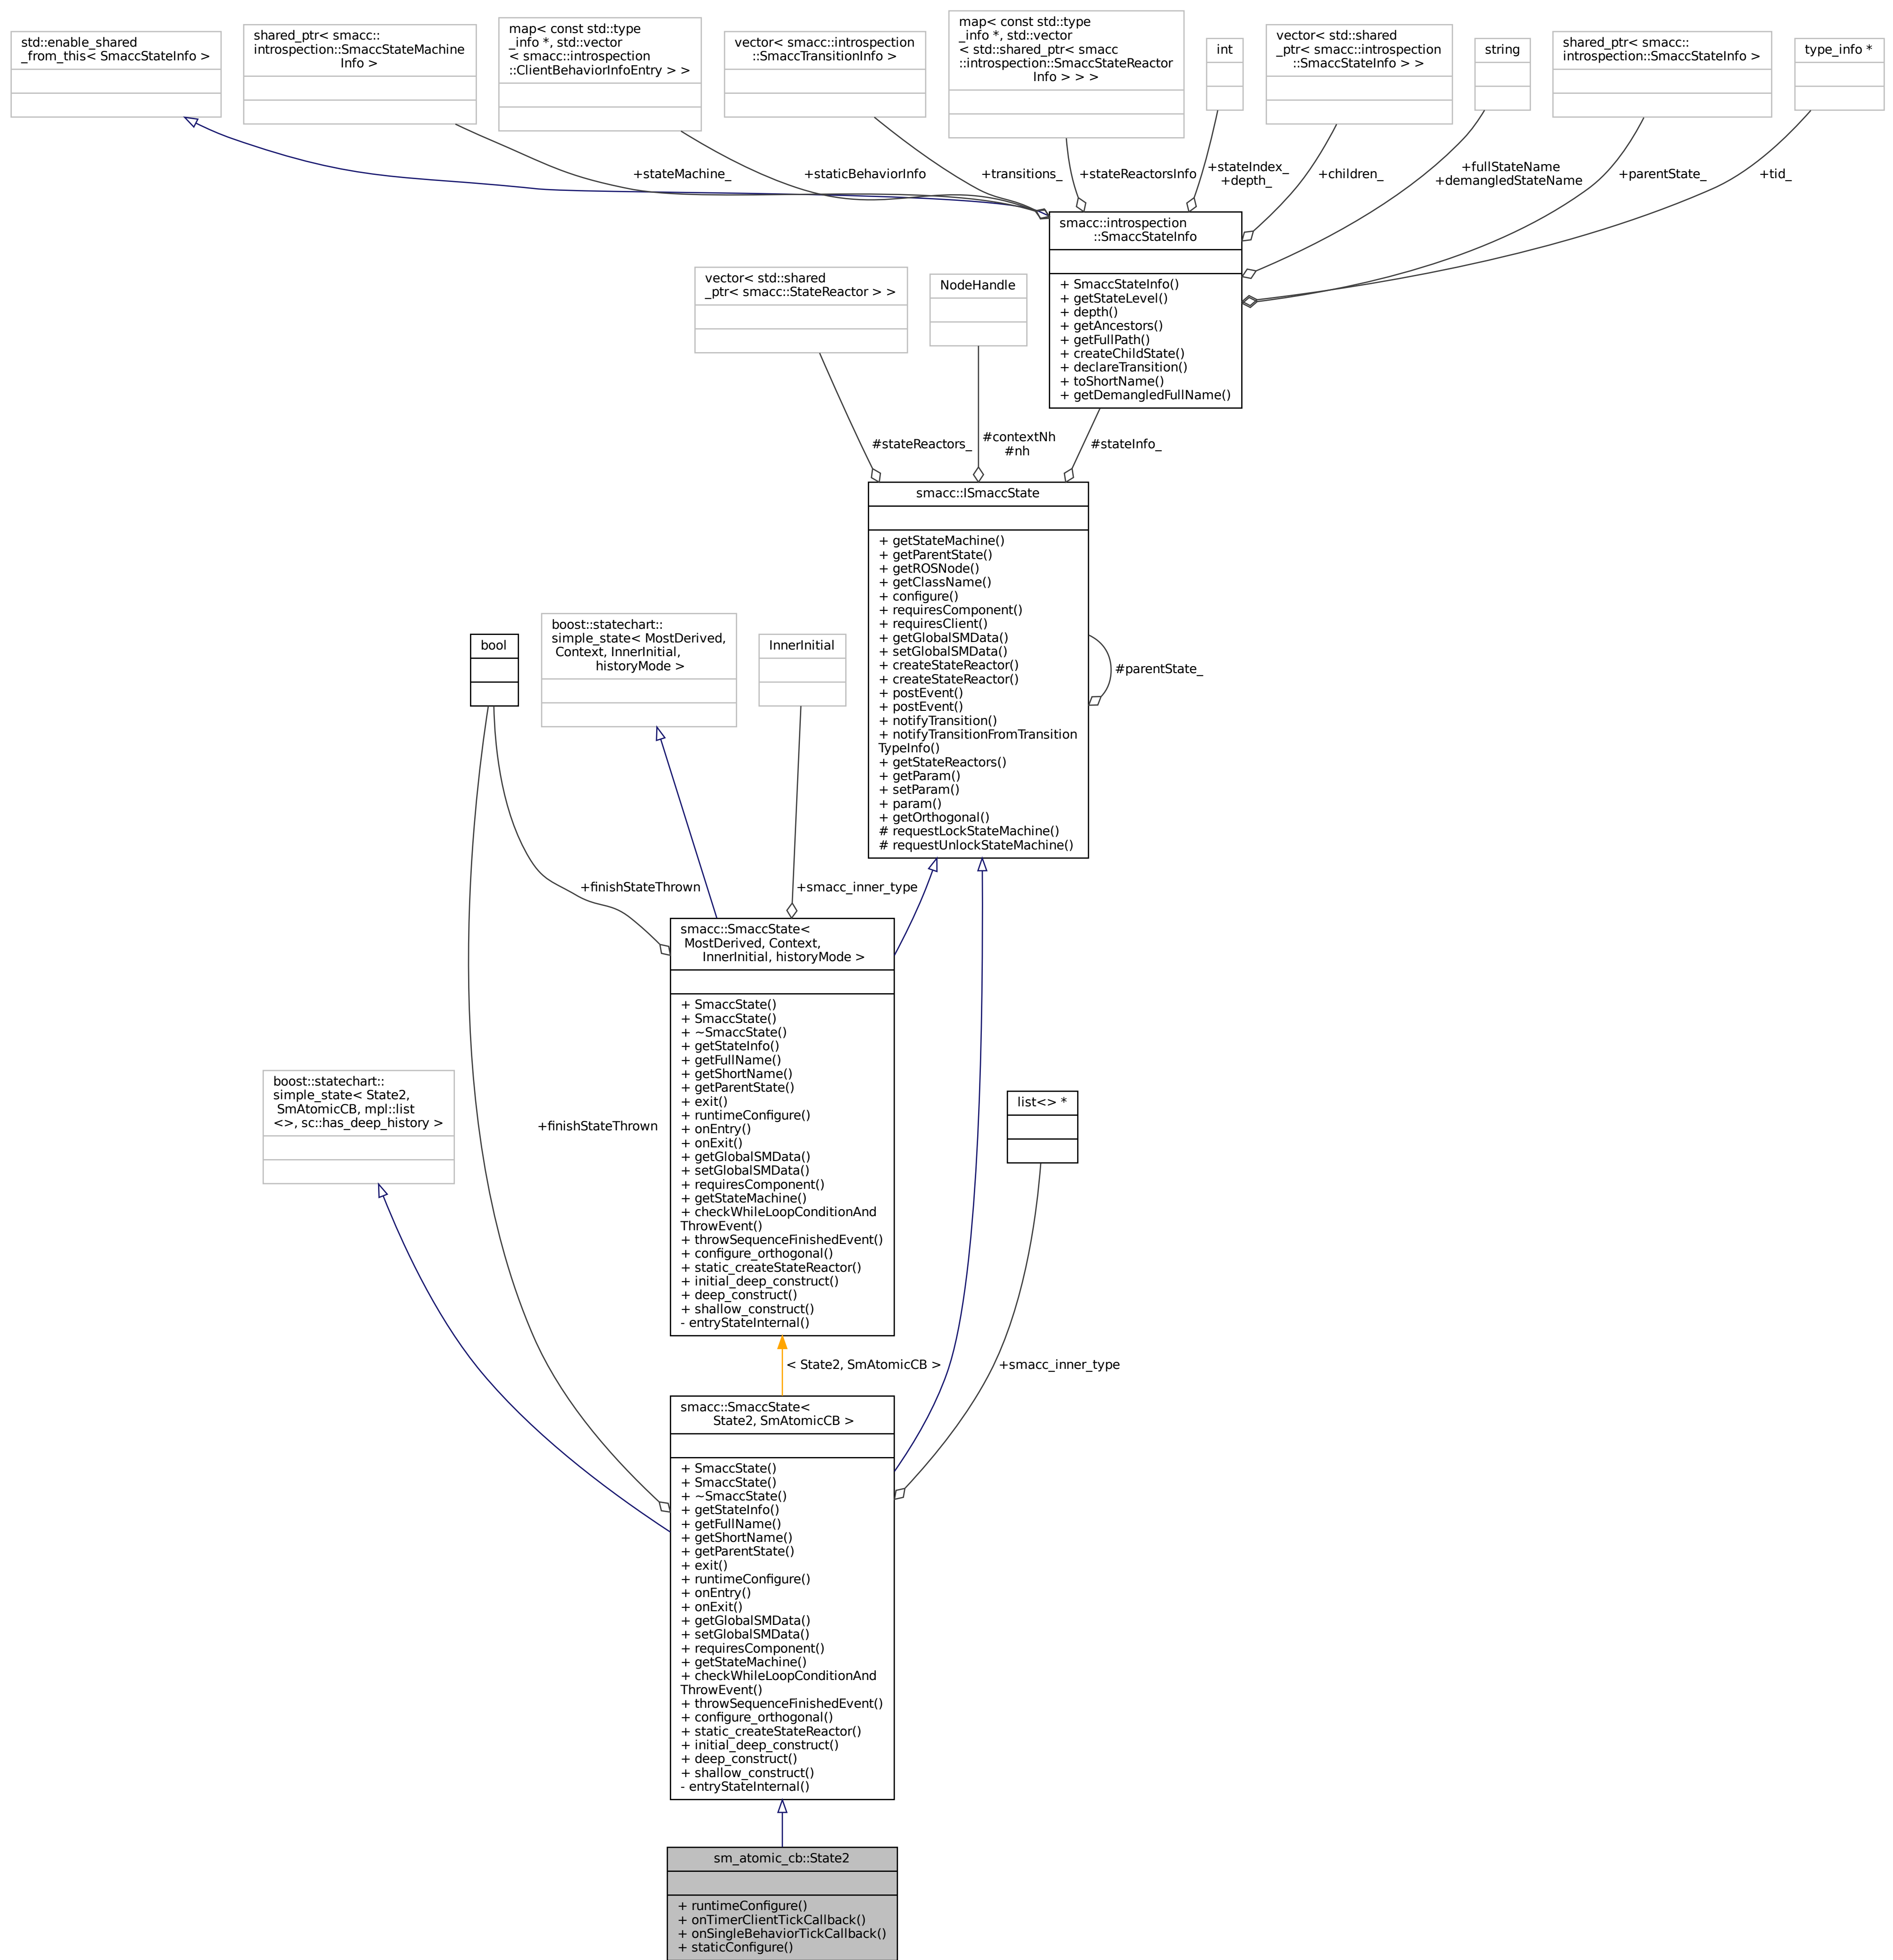 std::enable_shared
_from_this< SmaccStateInfo >
shared_ptr< smacc::
introspection::SmaccStateMachine
Info >
map< const std::type
_info *, std::vector
< smacc::introspection
::ClientBehaviorInfoEntry > >
vector< smacc::introspection
::SmaccTransitionInfo >
map< const std::type
_info *, std::vector
< std::shared_ptr< smacc
::introspection::SmaccStateReactor
Info > > >
int
vector< std::shared
_ptr< smacc::introspection
::SmaccStateInfo > >
string
shared_ptr< smacc::
introspection::SmaccStateInfo >
type_info *
+stateMachine_
+staticBehaviorInfo
+transitions_
+stateReactorsInfo
+stateIndex_
+depth_
+children_
+fullStateName
+demangledStateName
+parentState_
+tid_
smacc::introspection
::SmaccStateInfo
+ SmaccStateInfo()
+ getStateLevel()
+ depth()
+ getAncestors()
+ getFullPath()
+ createChildState()
+ declareTransition()
+ toShortName()
+ getDemangledFullName()
vector< std::shared
_ptr< smacc::StateReactor > >
NodeHandle
#stateReactors_
#contextNh
#nh
#stateInfo_
smacc::ISmaccState
+ getStateMachine()
+ getParentState()
+ getROSNode()
+ getClassName()
+ configure()
+ requiresComponent()
+ requiresClient()
+ getGlobalSMData()
+ setGlobalSMData()
+ createStateReactor()
+ createStateReactor()
+ postEvent()
+ postEvent()
+ notifyTransition()
+ notifyTransitionFromTransition
TypeInfo()
+ getStateReactors()
+ getParam()
+ setParam()
+ param()
+ getOrthogonal()
# requestLockStateMachine()
# requestUnlockStateMachine()
#parentState_
bool
boost::statechart::
simple_state< MostDerived,
Context, InnerInitial,
historyMode >
InnerInitial
+finishStateThrown
+smacc_inner_type
smacc::SmaccState<
MostDerived, Context,
InnerInitial, historyMode >
+ SmaccState()
+ SmaccState()
+ ~SmaccState()
+ getStateInfo()
+ getFullName()
+ getShortName()
+ getParentState()
+ exit()
+ runtimeConfigure()
+ onEntry()
+ onExit()
+ getGlobalSMData()
+ setGlobalSMData()
+ requiresComponent()
+ getStateMachine()
+ checkWhileLoopConditionAnd
ThrowEvent()
+ throwSequenceFinishedEvent()
+ configure_orthogonal()
+ static_createStateReactor()
+ initial_deep_construct()
+ deep_construct()
+ shallow_construct()
- entryStateInternal()
boost::statechart::
simple_state< State2,
SmAtomicCB, mpl::list
<>, sc::has_deep_history >
+finishStateThrown
list<> *
< State2, SmAtomicCB >
+smacc_inner_type
smacc::SmaccState<
State2, SmAtomicCB >
+ SmaccState()
+ SmaccState()
+ ~SmaccState()
+ getStateInfo()
+ getFullName()
+ getShortName()
+ getParentState()
+ exit()
+ runtimeConfigure()
+ onEntry()
+ onExit()
+ getGlobalSMData()
+ setGlobalSMData()
+ requiresComponent()
+ getStateMachine()
+ checkWhileLoopConditionAnd
ThrowEvent()
+ throwSequenceFinishedEvent()
+ configure_orthogonal()
+ static_createStateReactor()
+ initial_deep_construct()
+ deep_construct()
+ shallow_construct()
- entryStateInternal()
sm_atomic_cb::State2
+ runtimeConfigure()
+ onTimerClientTickCallback()
+ onSingleBehaviorTickCallback()
+ staticConfigure()